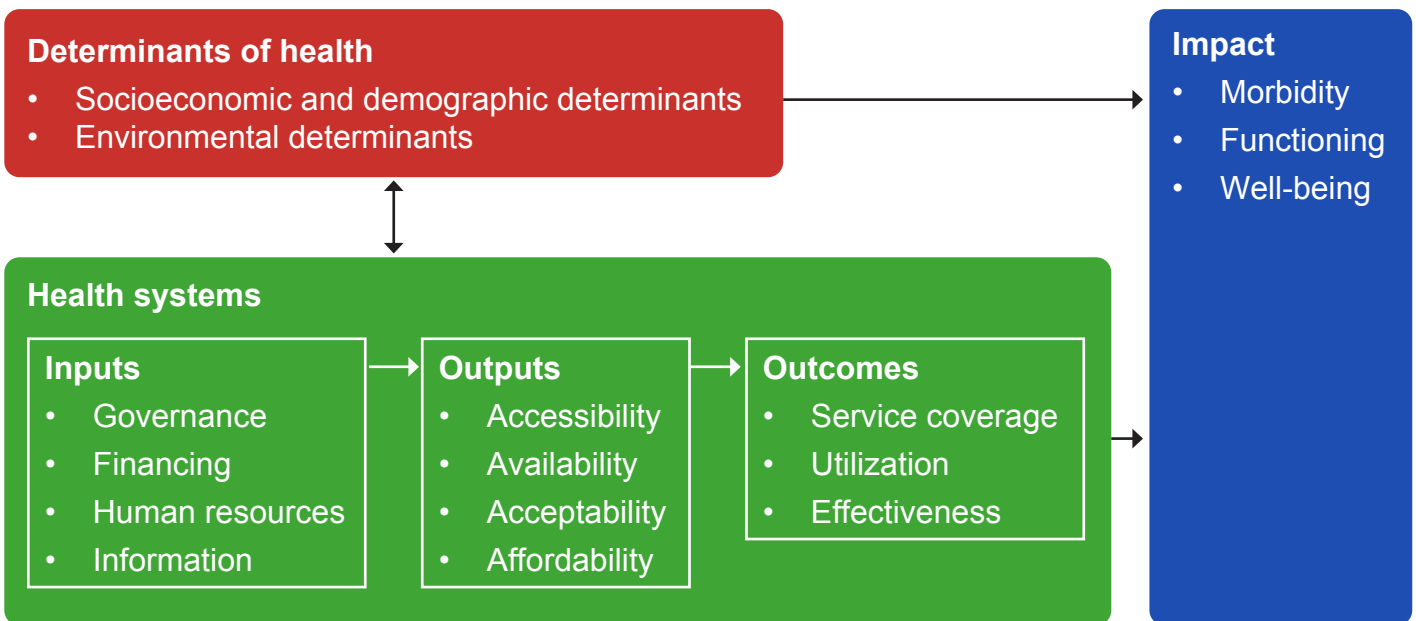 Determinants of health
• Socioeconomic and demographic determinants
• Environmental determinants
Impact
• Morbidity
• Functioning
• Well-being
Health systems
Inputs
• Governance
• Financing
• Human resources
• Information
Outputs
• Accessibility
• Availability
• Acceptability
• Affordability
Outcomes
• Service coverage
• Utilization
• Effectiveness